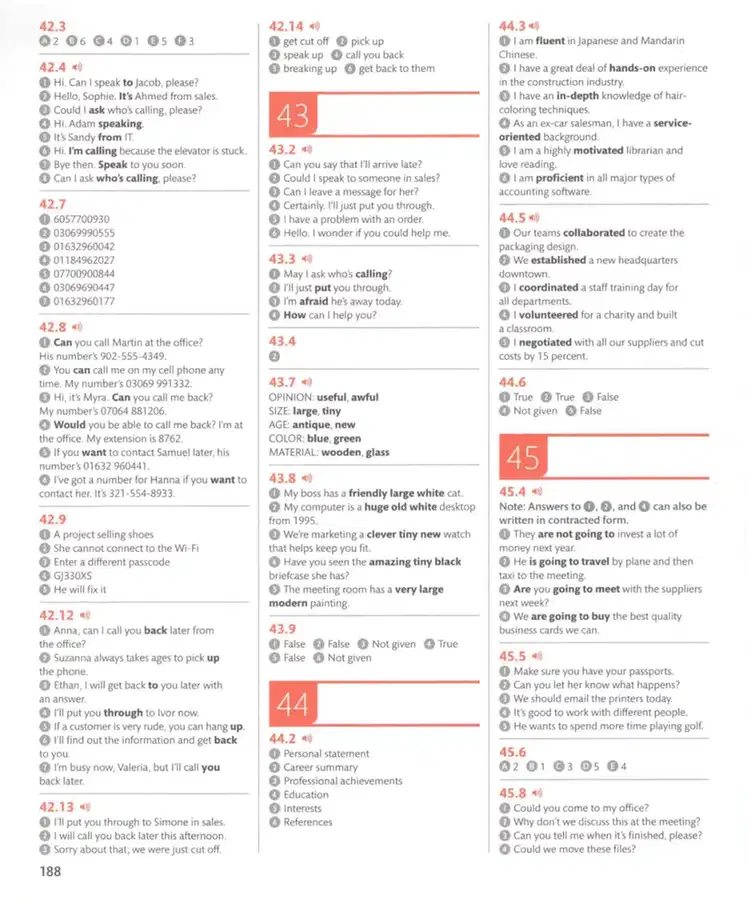 42.3
A 2 B 6 C 4 D 1 E 5 F 3
42.4
1 Hi. Can I speak to Jacob, please?
2 Hello, Sophie. It's Ahmed from sales.
3 Could I ask who's calling, please?
4 Hi. Adam speaking.
5 It's Sandy from IT.
6 Hi. I'm calling because the elevator is stuck.
7 Bye then. Speak to you soon.
8 Can I ask who's calling, please?
42.7
1 6057700930
2 03069990555
3 01632960042
4 01184962027
5 07700900844
6 03069690447
7 01632960177
42.8
1 Can you call Martin at the office?
His number's 902-555-4349.
2 You can call me on my cell phone any
time. My number's 03069 991332.
3 Hi, it's Myra. Can you call me back?
My number's 07064 881206.
4 Would you be able to call me back? I'm at
the office. My extension is 8762.
5 If you want to contact Samuel later, his
number's 01632 960441.
6 I've got a number for Hanna if you want to
contact her. It's 321-554-8933.
42.9
1 A project selling shoes
2 She cannot connect to the Wi-Fi
3 Enter a different passcode
4 GJ330XS
5 He will fix it
42.12
1 Anna, can I call you back later from
the office?
2 Suzanna always takes ages to pick up
the phone.
3 Ethan, I will get back to you later with
an answer.
4 I'll put you through to Ivor now.
5 If a customer is very rude, you can hang up.
6 I'll find out the information and get back
to you.
7 I'm busy now, Valeria, but I'll call you
back later.
42.13
1 I'll put you through to Simone in sales.
2 I will call you back later this afternoon.
3 Sorry about that; we were just cut off.
188
42.14
1 get cut off 2 pick up
3 speak up 4 call you back
5 breaking up 6 get back to them
43
43.2
1 Can you say that I'll arrive late?
2 Could I speak to someone in sales?
3 Can I leave a message for her?
4 Certainly. I'll just put you through.
5 I have a problem with an order.
6 Hello. I wonder if you could help me.
43.3
1 May I ask who's calling?
2 I'll just put you through.
3 I'm afraid he's away today.
4 How can I help you?
43.4
2
43.7
OPINION: useful, awful
SIZE: large, tiny
AGE: antique, new
COLOR: blue, green
MATERIAL: wooden, glass
43.8
1 My boss has a friendly large white cat.
2 My computer is a huge old white desktop
from 1995.
3 We're marketing a clever tiny new watch
that helps keep you fit.
4 Have you seen the amazing tiny black
briefcase she has?
5 The meeting room has a very large
modern painting.
43.9
1 False 2 False 3 Not given 4 True
5 False 6 Not given
44
44.2
1 Personal statement
2 Career summary
3 Professional achievements
4 Education
5 Interests
6 References
44.3
1 I am fluent in Japanese and Mandarin
Chinese.
2 I have a great deal of hands-on experience
in the construction industry.
3 I have an in-depth knowledge of hair-
coloring techniques.
4 As an ex-car salesman, I have a service-
oriented background.
5 I am a highly motivated librarian and
love reading.
6 I am proficient in all major types of
accounting software.
44.5
1 Our teams collaborated to create the
packaging design.
2 We established a new headquarters
downtown.
3 I coordinated a staff training day for
all departments.
4 I volunteered for a charity and built
a classroom.
5 I negotiated with all our suppliers and cut
costs by 15 percent.
44.6
1 True 2 True 3 False
4 Not given 5 False
45
45.4
Note: Answers to 1, 2, and 4 can also be
written in contracted form.
1 They are not going to invest a lot of
money next year.
2 He is going to travel by plane and then
taxi to the meeting.
3 Are you going to meet with the suppliers
next week?
4 We are going to buy the best quality
business cards we can.
45.5
1 Make sure you have your passports.
2 Can you let her know what happens?
3 We should email the printers today.
4 It's good to work with different people.
5 He wants to spend more time playing golf.
45.6
A 2 B 1 C 3 D 5 E 4
45.8
1 Could you come to my office?
2 Why don't we discuss this at the meeting?
3 Can you tell me when it's finished, please?
4 Could we move these files?